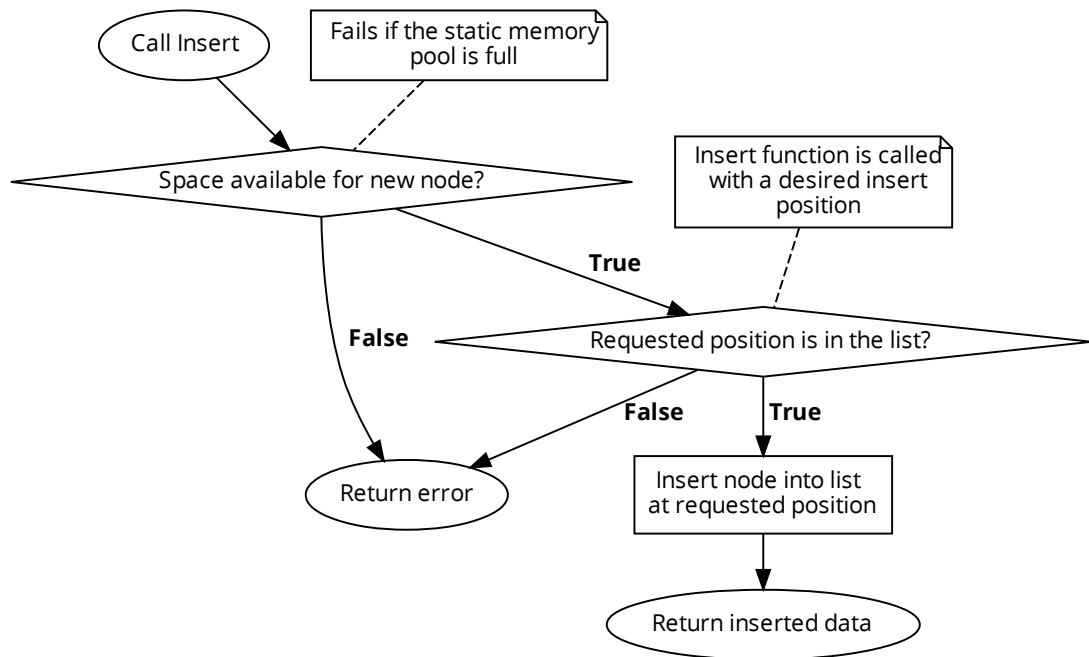 Call Insert
Fails if the static memory
pool is full
Space available for new node?
Insert function is called
with a desired insert
position
True
False
Requested position is in the list?
False
True
Insert node into list
at requested position
Return error
Return inserted data